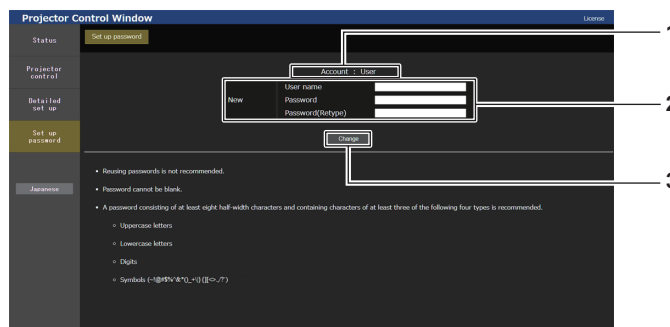 Projector Control Window
License
Status
Set up password
1
Projector
control
Account : User
User name
New
Password
2
Password(Retype)
Detailed
set up
Set up
password
Change
Reusing passwords is not recommended.
3
Japanese
Password cannot be blank.
A password consisting of at least eight half-width characters and containing characters of at least three of the following four types is recommended.
Uppercase letters
Lowercase letters
Digits